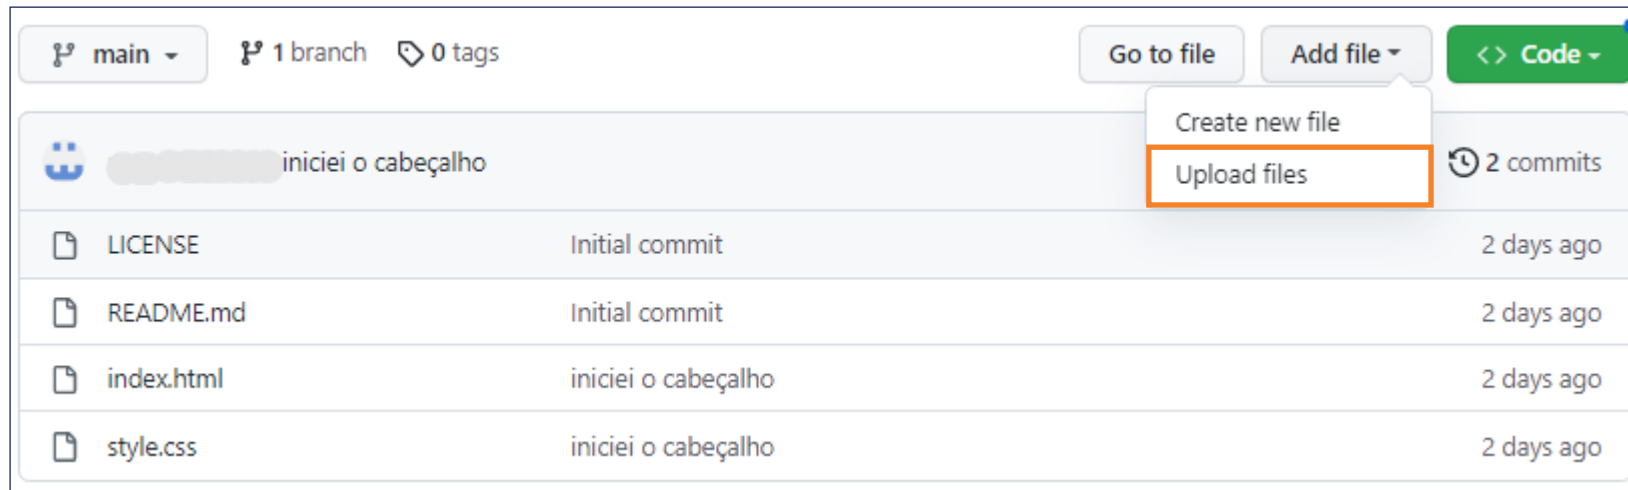 main 1 branch 0 tags Go to file Add file <> Code
Create new file
iniciei o cabeçalho 2 commits
Upload files
LICENSE Initial commit 2 days ago
README.md Initial commit 2 days ago
index.html iniciei o cabeçalho 2 days ago
style.css iniciei o cabeçalho 2 days ago